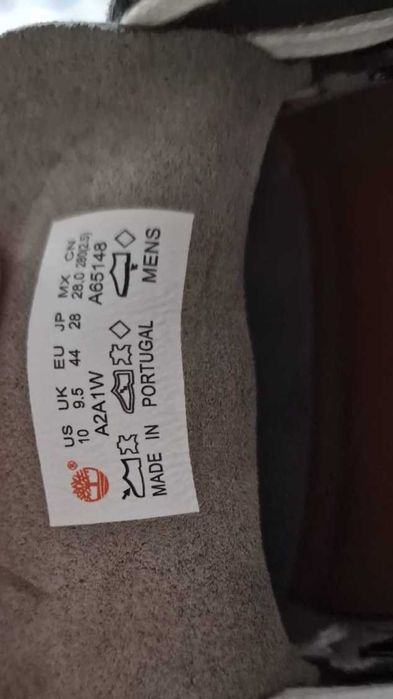 US UK EU JP MX CN
10 9.5 44 28 28.0 280(2.5)
A2A1W A65148
MADE IN PORTUGAL MENS